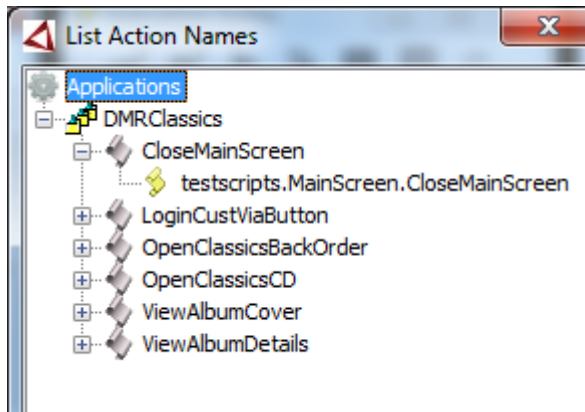 List Action Names
Applications
DMRClassics
CloseMainScreen
testscripts.MainScreen.CloseMainScreen
LoginCustViaButton
OpenClassicsBackOrder
OpenClassicsCD
ViewAlbumCover
ViewAlbumDetails